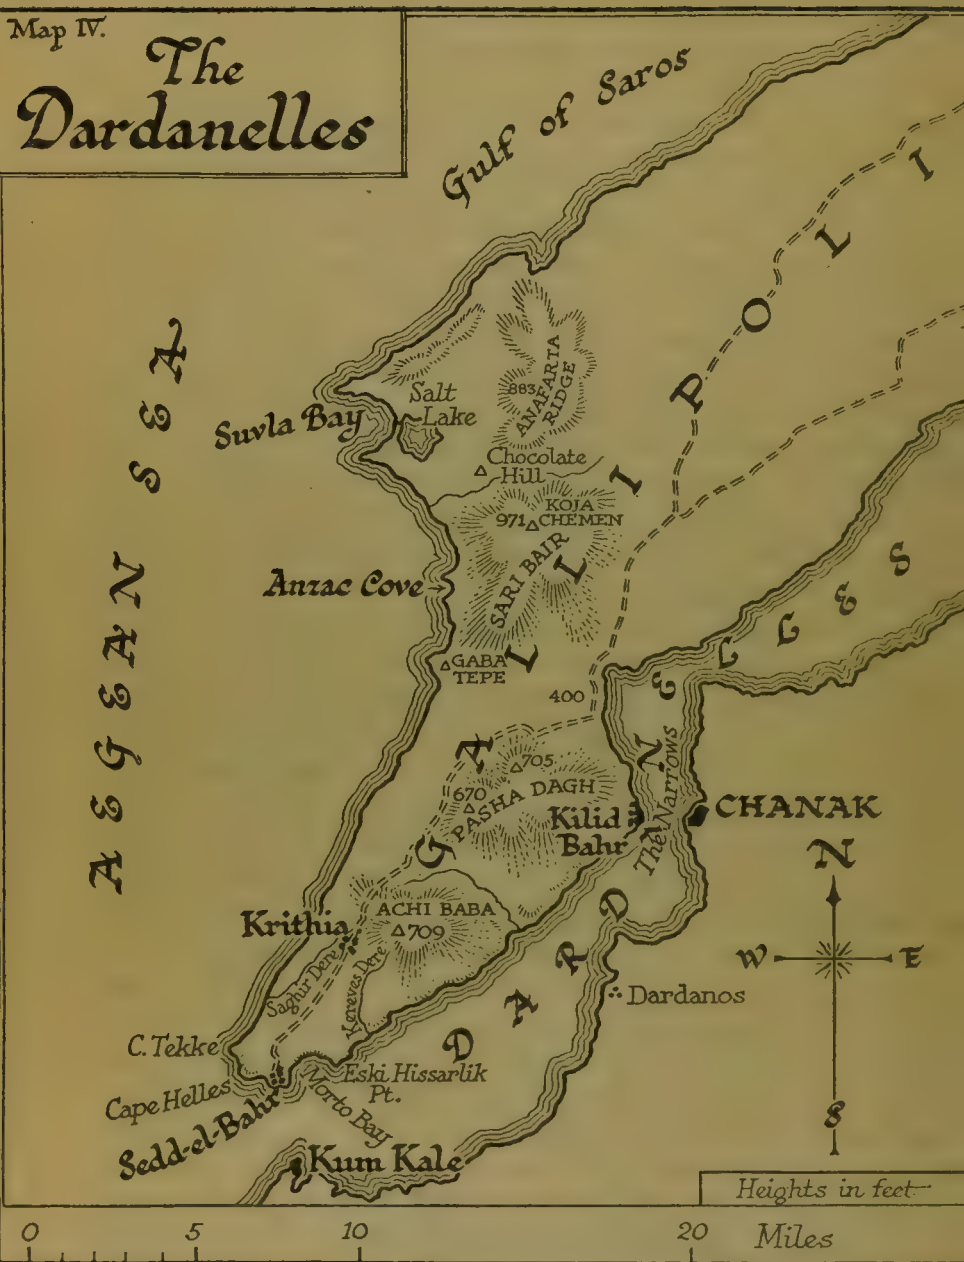 Map IV.
The
Dardanelles
Gulf of Saros
AEGEAN SEA
GALLIPOLI
DARDANELLES
883
ANAFARTA
RIDGE
Salt
Lake
Suvla Bay
Chocolate
Hill
KOJA
971 CHEMEN
SARI BAIR
Anzac Cove
GABA
TEPE
400
705
670
PASHA DAGH
Kilid
Bahr
The Narrows
CHANAK
Krithia
ACHI BABA
709
Saghir Dere
Kereves Dere
N
W E
S
Dardanos
C. Tekke
Cape Helles
Sedd-el-Bahr
Morto Bay
Eski Hissarlik
Pt.
Kum Kale
Heights in feet
0 5 10 20 Miles